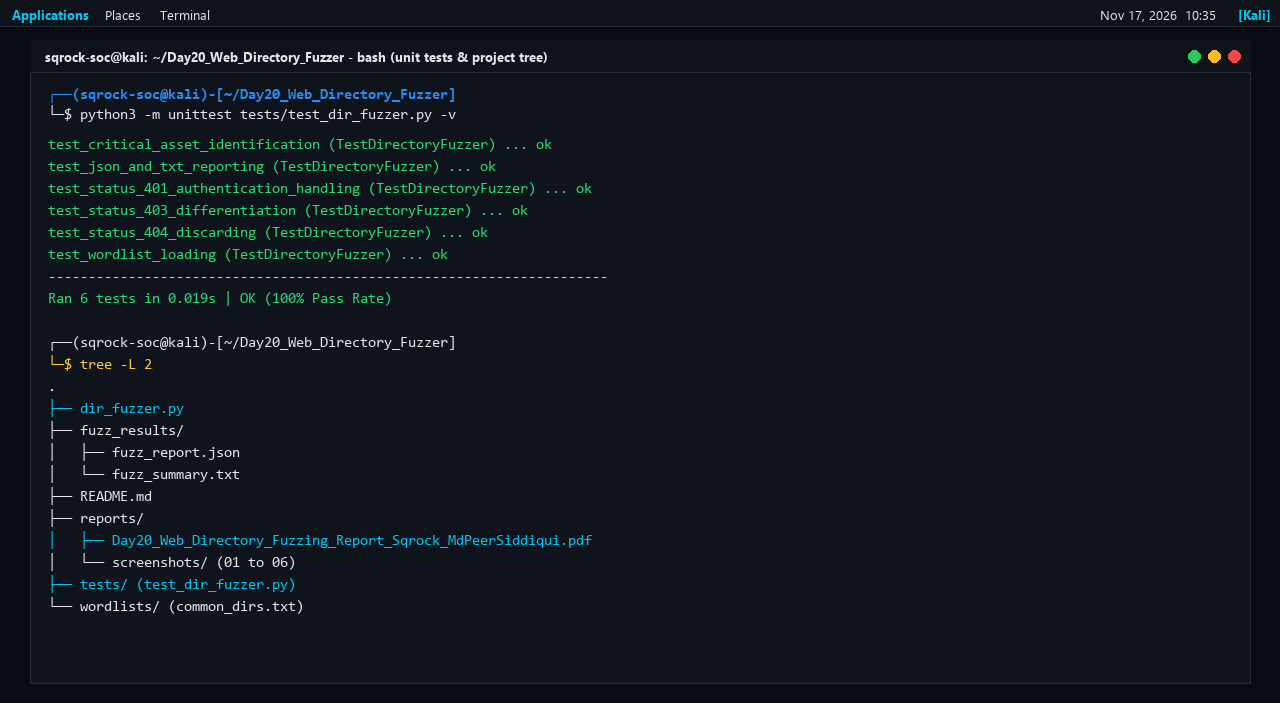 Applications Places Terminal Nov 17, 2026 10:35 [Kali]
sqrock-soc@kali: ~/Day20_Web_Directory_Fuzzer - bash (unit tests & project tree)
┌──(sqrock-soc@kali)-[~/Day20_Web_Directory_Fuzzer]
└─$ python3 -m unittest tests/test_dir_fuzzer.py -v
test_critical_asset_identification (TestDirectoryFuzzer) ... ok
test_json_and_txt_reporting (TestDirectoryFuzzer) ... ok
test_status_401_authentication_handling (TestDirectoryFuzzer) ... ok
test_status_403_differentiation (TestDirectoryFuzzer) ... ok
test_status_404_discarding (TestDirectoryFuzzer) ... ok
test_wordlist_loading (TestDirectoryFuzzer) ... ok
----------------------------------------------------------------------
Ran 6 tests in 0.019s | OK (100% Pass Rate)
┌──(sqrock-soc@kali)-[~/Day20_Web_Directory_Fuzzer]
└─$ tree -L 2
.
├── dir_fuzzer.py
├── fuzz_results/
│   ├── fuzz_report.json
│   └── fuzz_summary.txt
├── README.md
├── reports/
│   ├── Day20_Web_Directory_Fuzzing_Report_Sqrock_MdPeerSiddiqui.pdf
│   └── screenshots/ (01 to 06)
├── tests/ (test_dir_fuzzer.py)
└── wordlists/ (common_dirs.txt)